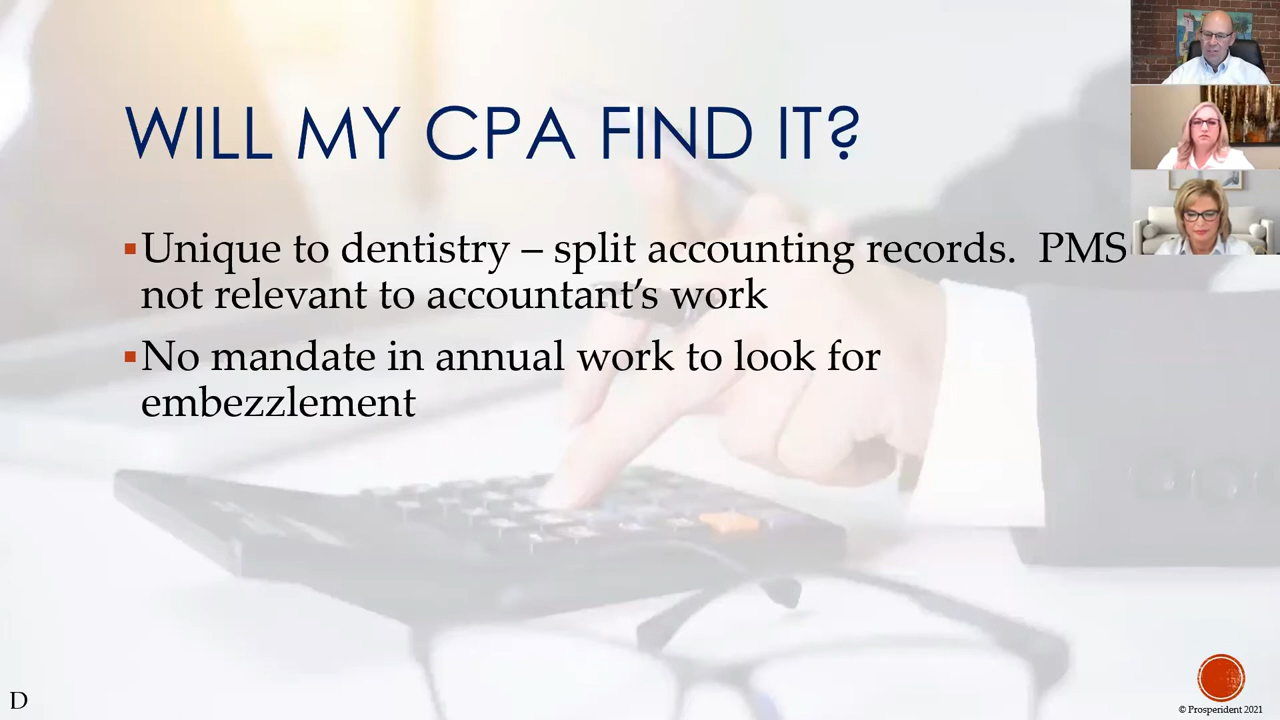 WILL MY CPA FIND IT?
▪Unique to dentistry – split accounting records.  PMS
not relevant to accountant’s work
▪No mandate in annual work to look for
embezzlement
D
© Prosperident 2021